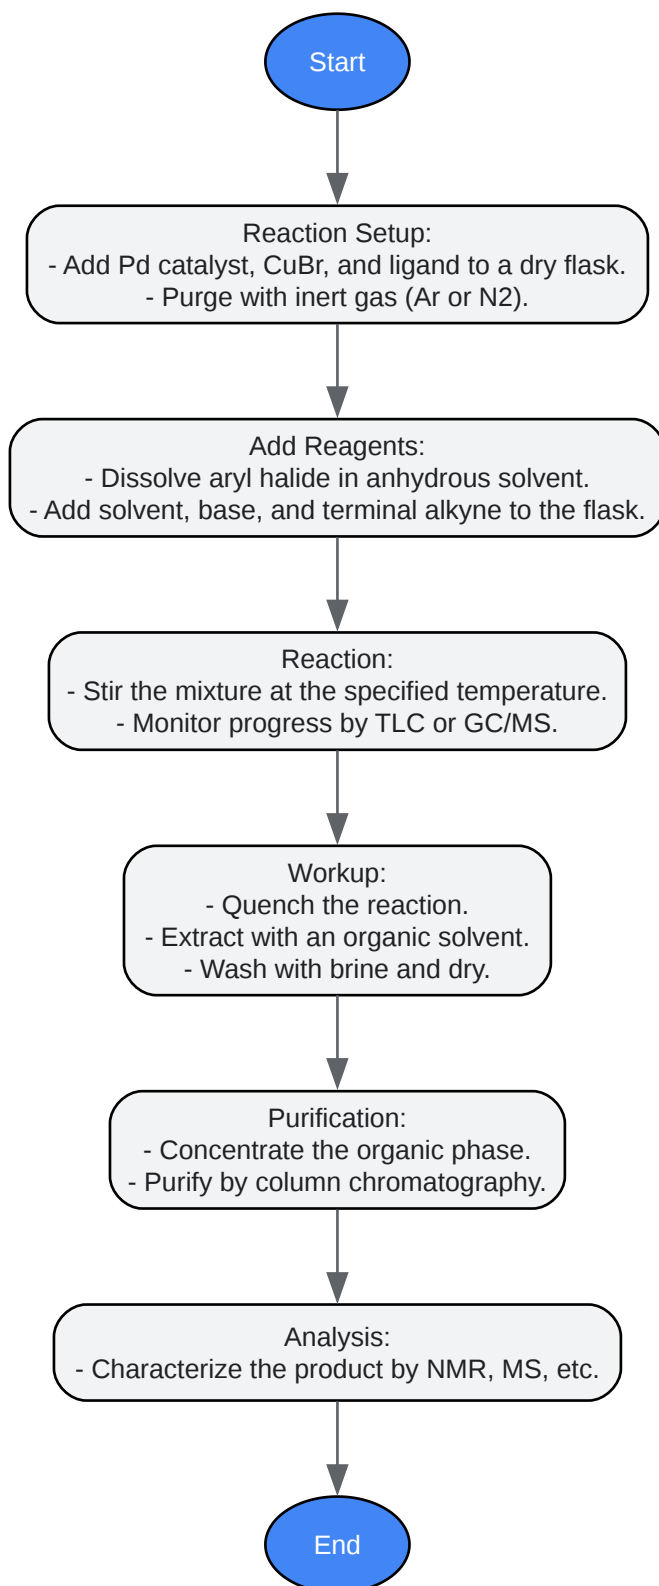 Start
Reaction Setup:
- Add Pd catalyst, CuBr, and ligand to a dry flask.
- Purge with inert gas (Ar or N2).
Add Reagents:
- Dissolve aryl halide in anhydrous solvent.
- Add solvent, base, and terminal alkyne to the flask.
Reaction:
- Stir the mixture at the specified temperature.
- Monitor progress by TLC or GC/MS.
Workup:
- Quench the reaction.
- Extract with an organic solvent.
- Wash with brine and dry.
Purification:
- Concentrate the organic phase.
- Purify by column chromatography.
Analysis:
- Characterize the product by NMR, MS, etc.
End